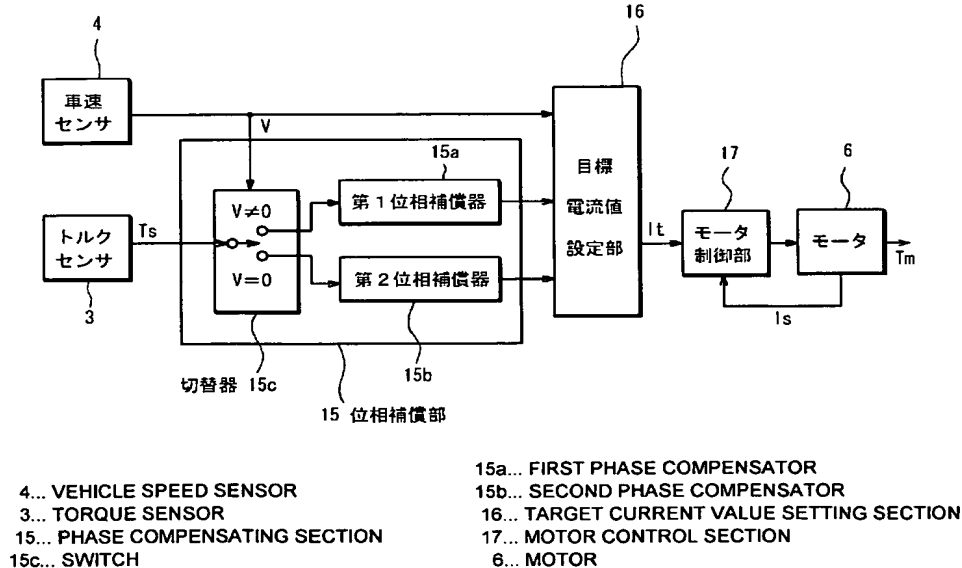 4
車速
センサ
V
16
15a
第1位相補償器
目標
電流値
設定部
17
6
トルク
センサ
Ts
V≠0
V=0
第2位相補償器
It
モータ
制御部
モータ
Tm
Is
3
切替器 15c
15b
15 位相補償部
4... VEHICLE SPEED SENSOR
3... TORQUE SENSOR
15... PHASE COMPENSATING SECTION
15c... SWITCH
15a... FIRST PHASE COMPENSATOR
15b... SECOND PHASE COMPENSATOR
16... TARGET CURRENT VALUE SETTING SECTION
17... MOTOR CONTROL SECTION
6... MOTOR